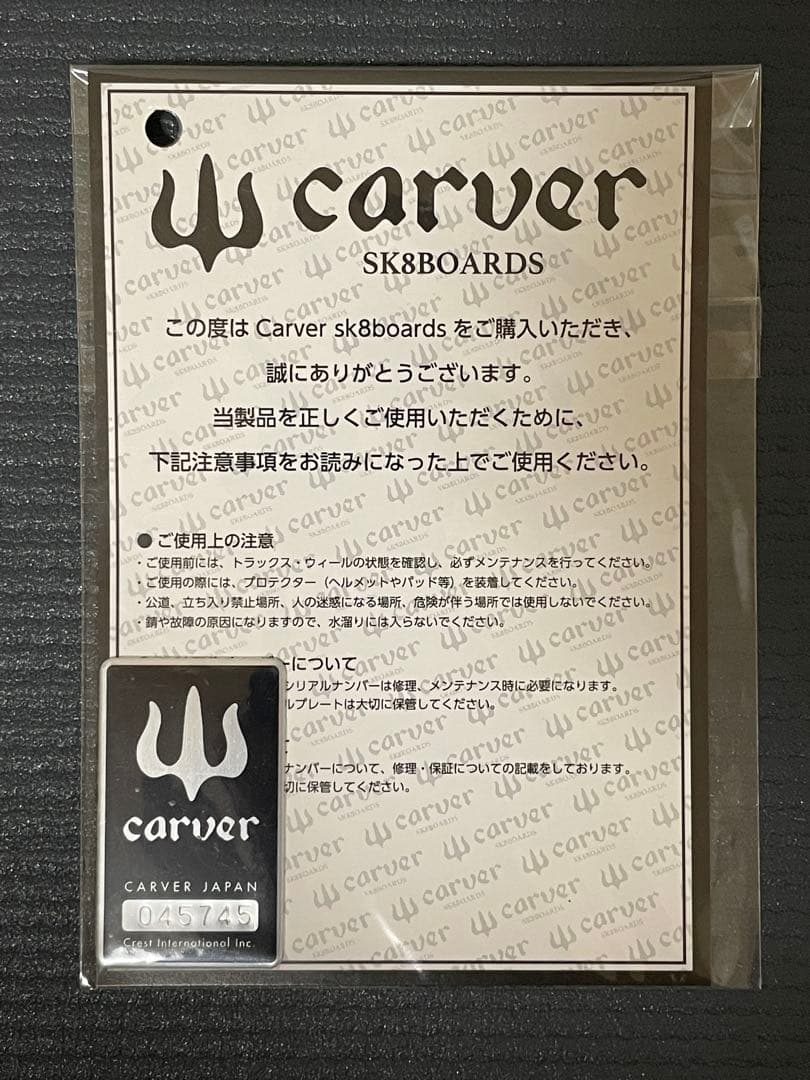 carver
SK8BOARDS
この度は Carver sk8boards をご購入いただき、
誠にありがとうございます。
当製品を正しくご使用いただくために、
下記注意事項をお読みになった上でご使用ください。
● ご使用上の注意
・ご使用前には、トラックス・ウィールの状態を確認し、必ずメンテナンスを行ってください。
・ご使用の際には、プロテクター（ヘルメットやパッド等）を装着してください。
・公道、立ち入り禁止場所、人の迷惑になる場所、危険が伴う場所では使用しないでください。
・錆や故障の原因になりますので、水溜りには入らないでください。
ーについて
シリアルナンバーは修理、メンテナンス時に必要になります。
ルプレートは大切に保管してください。
て
ナンバーについて、修理・保証についての記載をしております。
切に保管してください。
carver
CARVER JAPAN
045745
Crest International Inc.